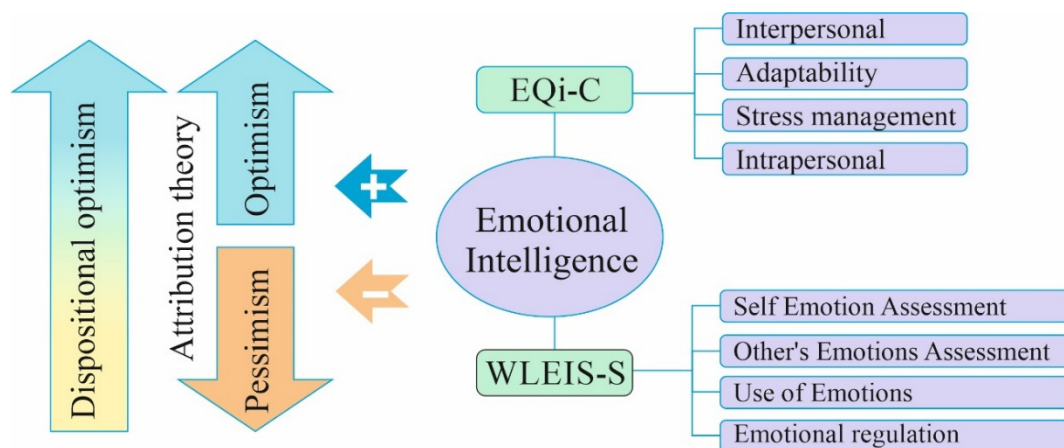 Dispositional optimism
Attribution theory
Optimism
Pessimism
+
-
Emotional
Intelligence
EQi-C
Interpersonal
Adaptability
Stress management
Intrapersonal
WLEIS-S
Self Emotion Assessment
Other's Emotions Assessment
Use of Emotions
Emotional regulation